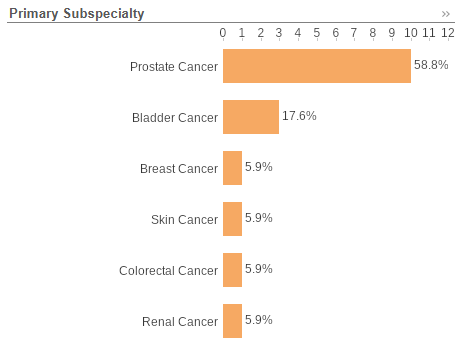 Primary Subspecialty »
0 1 2 3 4 5 6 7 8 9 10 11 12
Prostate Cancer 58.8%
Bladder Cancer 17.6%
Breast Cancer 5.9%
Skin Cancer 5.9%
Colorectal Cancer 5.9%
Renal Cancer 5.9%